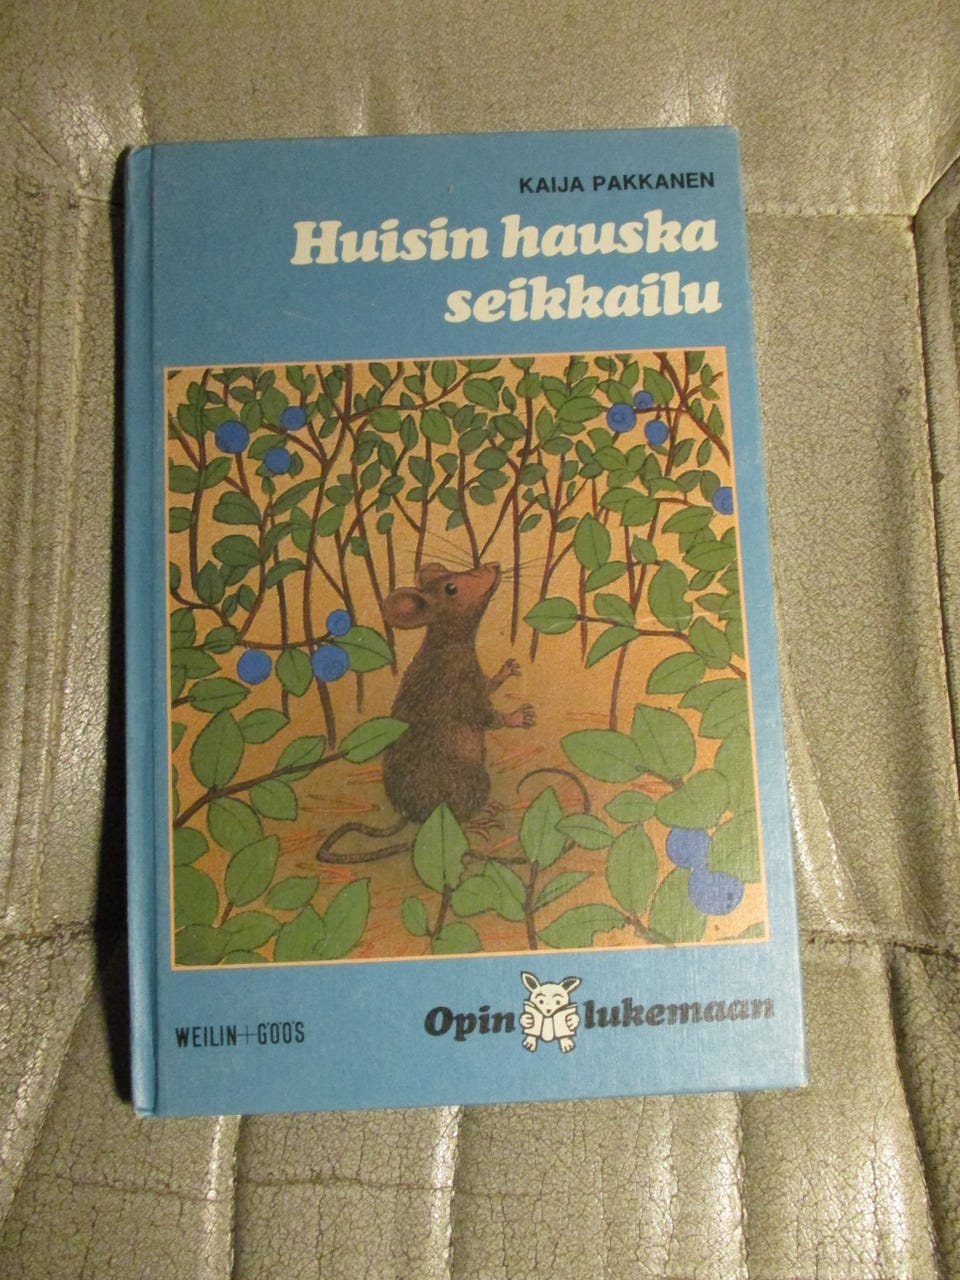 KAIJA PAKKANEN
Huisin hauska
seikkailu
WEILIN+GÖÖS
Opin lukemaan